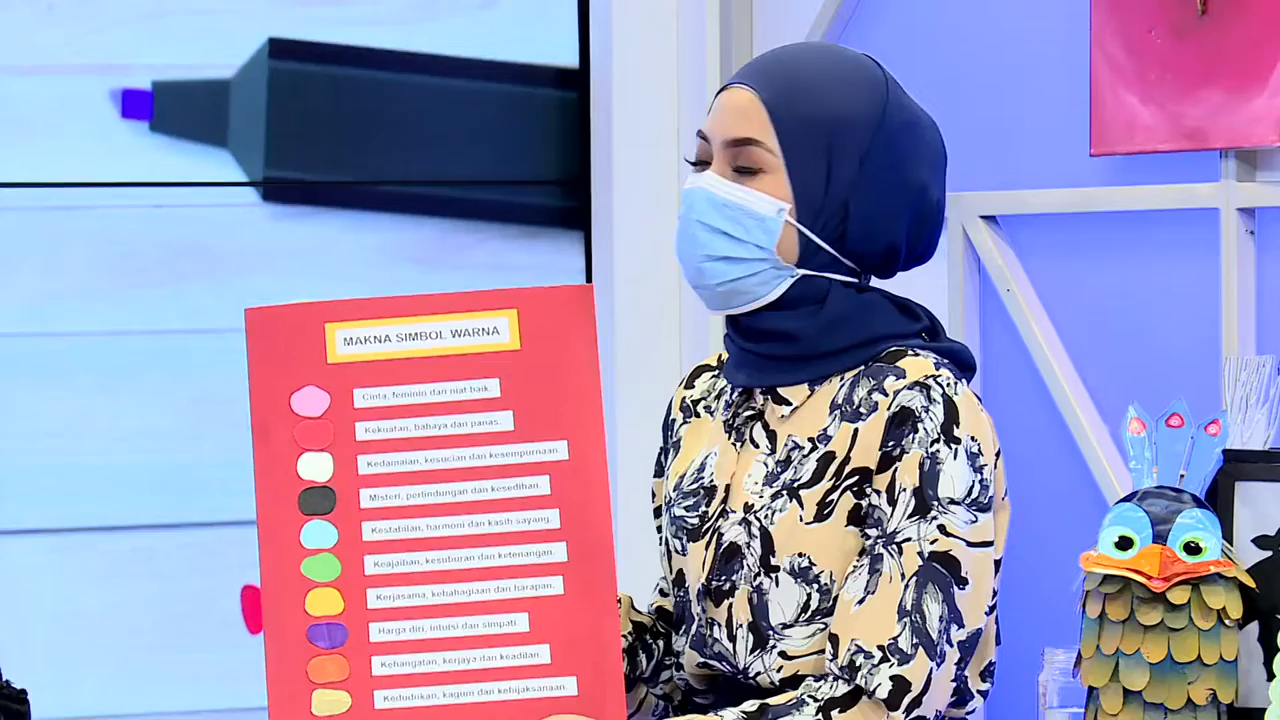 MAKNA SIMBOL WARNA
Cinta, feminin dan niat baik.
Kekuatan, bahaya dan panas.
Kedamaian, kesucian dan kesempurnaan.
Misteri, perlindungan dan kesedihan.
Kestabilan, harmoni dan kasih sayang.
Keajaiban, kesuburan dan ketenangan.
Kerjasama, kebahagiaan dan harapan.
Harga diri, intuisi dan simpati.
Kehangatan, kerjaya dan keadilan.
Kedudukan, kagum dan kebijaksanaan.